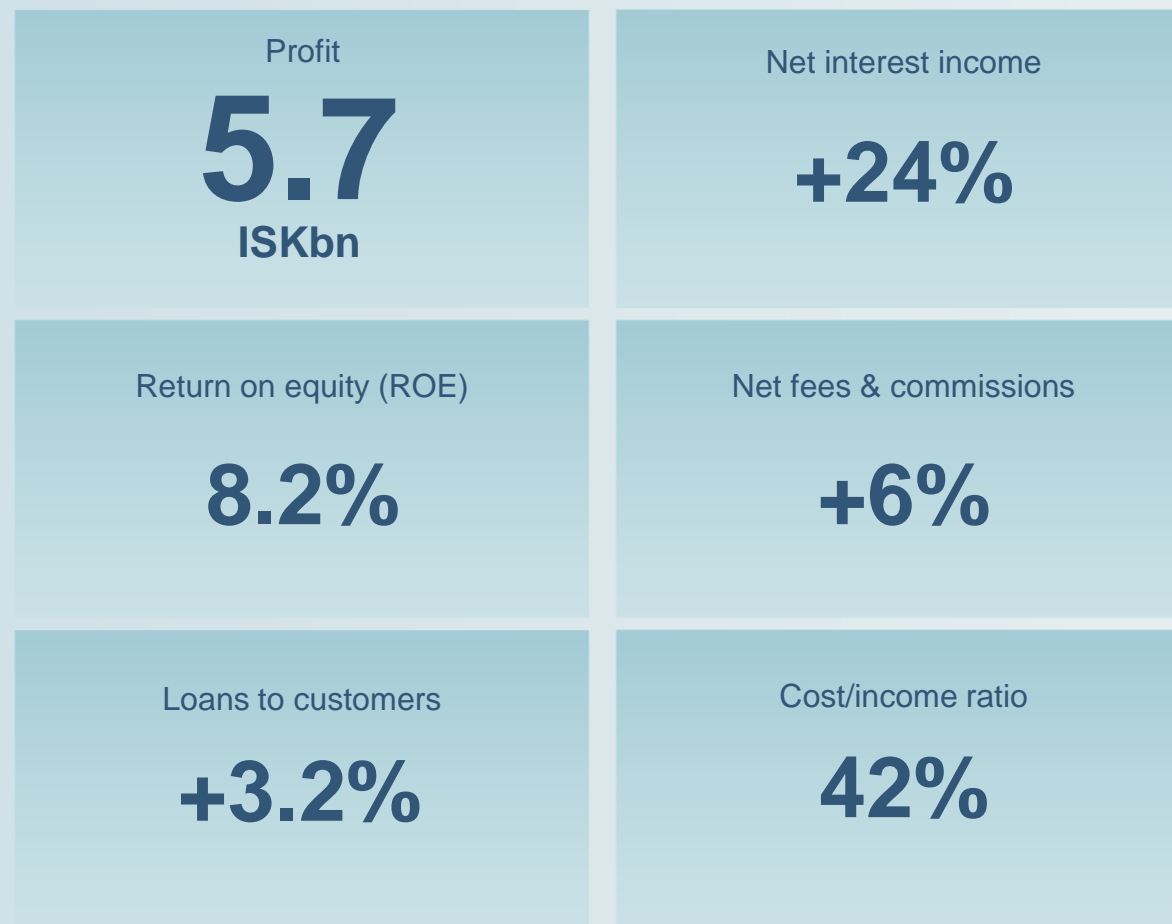 Profit
5.7
ISKbn
Net interest income
+24%
Return on equity (ROE)
8.2%
Net fees & commissions
+6%
Loans to customers
+3.2%
Cost/income ratio
42%